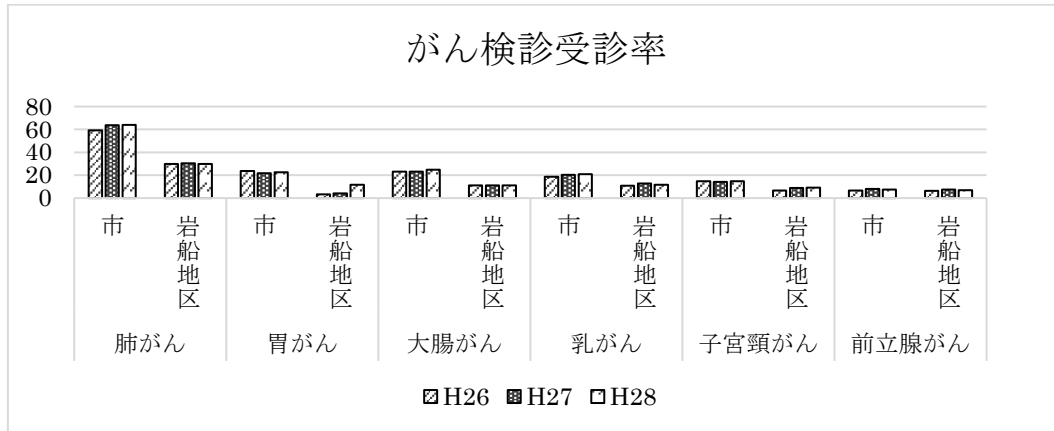 がん検診受診率
80
60
40
20
0
市
岩船地区
市
岩船地区
市
岩船地区
市
岩船地区
市
岩船地区
市
岩船地区
肺がん
胃がん
大腸がん
乳がん
子宮頸がん
前立腺がん
H26 H27 H28